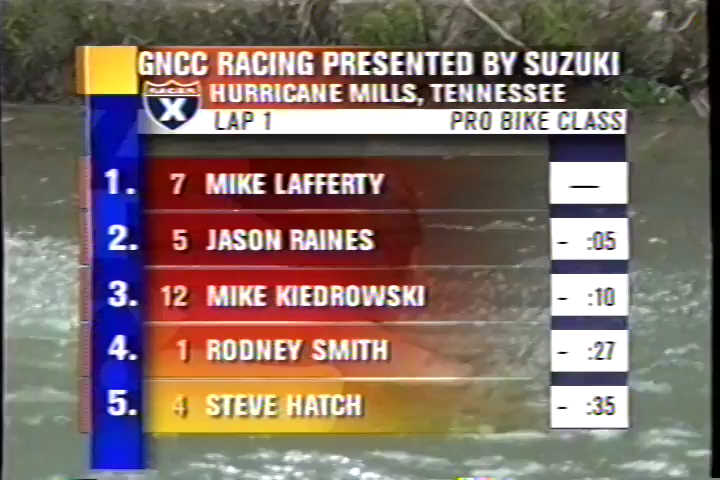 GNCC RACING PRESENTED BY SUZUKI
RACER X HURRICANE MILLS, TENNESSEE
LAP 1 PRO BIKE CLASS
1. 7 MIKE LAFFERTY —
2. 5 JASON RAINES - :05
3. 12 MIKE KIEDROWSKI - :10
4. 1 RODNEY SMITH - :27
5. 4 STEVE HATCH - :35